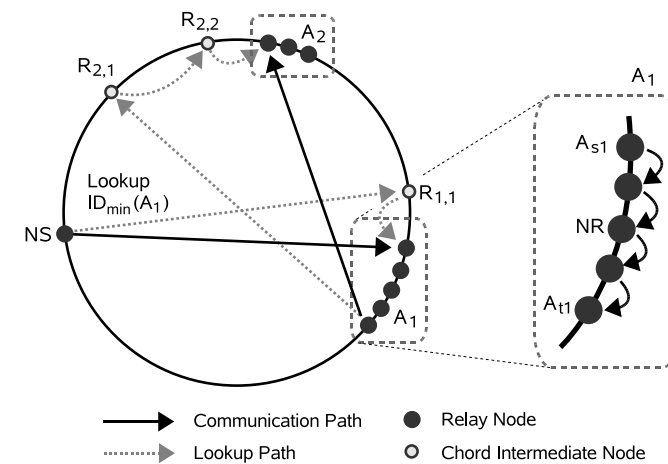 R2,2
A2
R2,1
A1
As1
Lookup
IDmin(A1)
R1,1
NR
NS
A1
At1
Communication Path
Relay Node
Lookup Path
Chord Intermediate Node